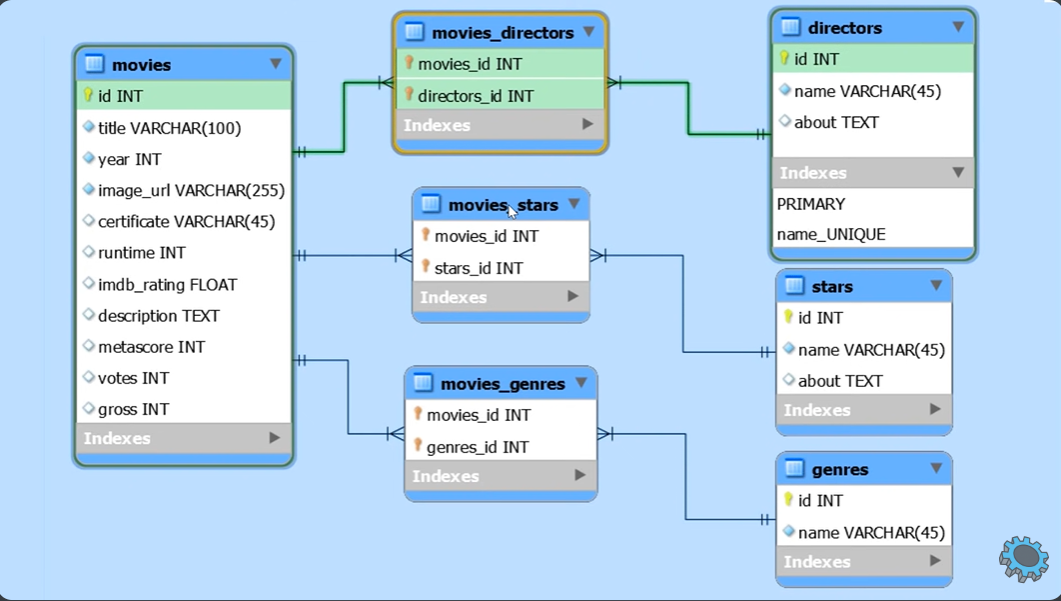 movies
id INT
title VARCHAR(100)
year INT
image_url VARCHAR(255)
certificate VARCHAR(45)
runtime INT
imdb_rating FLOAT
description TEXT
metascore INT
votes INT
gross INT
Indexes
movies_directors
movies_id INT
directors_id INT
Indexes
movies_stars
movies_id INT
stars_id INT
Indexes
movies_genres
movies_id INT
genres_id INT
Indexes
directors
id INT
name VARCHAR(45)
about TEXT
Indexes
PRIMARY
name_UNIQUE
stars
id INT
name VARCHAR(45)
about TEXT
Indexes
genres
id INT
name VARCHAR(45)
Indexes